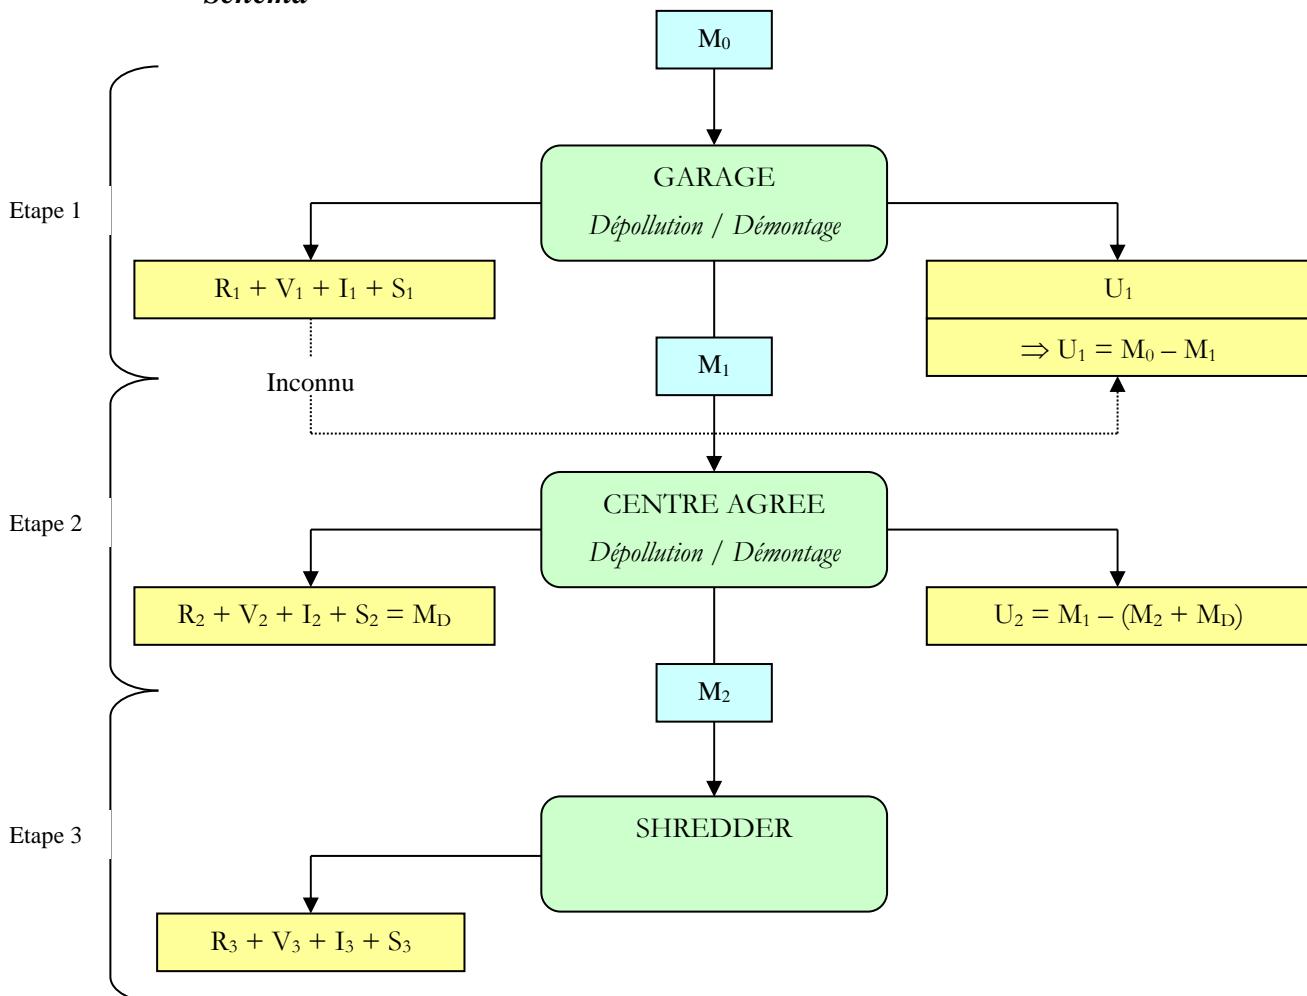 Schéma
M₀
GARAGE
Dépollution / Démontage
Etape 1
R₁ + V₁ + I₁ + S₁
U₁
⇒ U₁ = M₀ – M₁
M₁
Inconnu
CENTRE AGREE
Dépollution / Démontage
Etape 2
R₂ + V₂ + I₂ + S₂ = M_D
U₂ = M₁ – (M₂ + M_D)
M₂
SHREDDER
Etape 3
R₃ + V₃ + I₃ + S₃